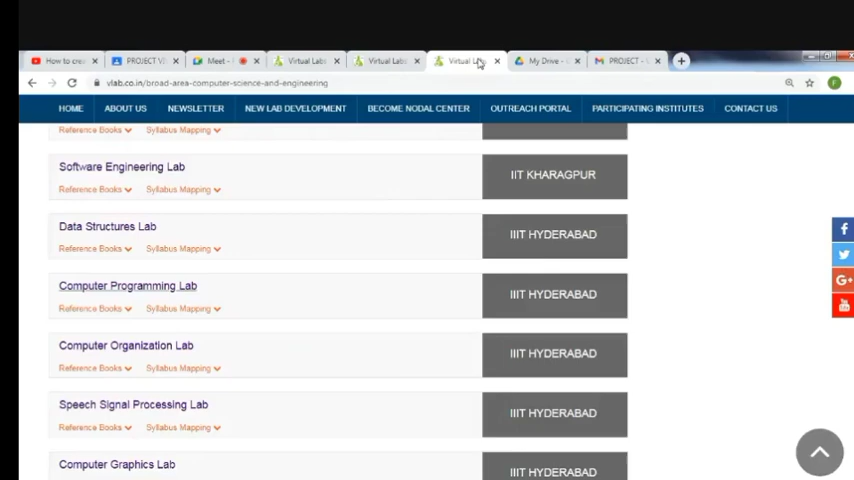 How to crea
PROJECT VI
Meet -
Virtual Labs
Virtual Labs
Virtual La
My Drive - G
PROJECT -
vlab.co.in/broad-area-computer-science-and-engineering
HOME ABOUT US NEWSLETTER NEW LAB DEVELOPMENT BECOME NODAL CENTER OUTREACH PORTAL PARTICIPATING INSTITUTES CONTACT US
Reference Books Syllabus Mapping
Software Engineering Lab
IIT KHARAGPUR
Reference Books Syllabus Mapping
Data Structures Lab
IIIT HYDERABAD
Reference Books Syllabus Mapping
Computer Programming Lab
IIIT HYDERABAD
Reference Books Syllabus Mapping
Computer Organization Lab
IIIT HYDERABAD
Reference Books Syllabus Mapping
Speech Signal Processing Lab
IIIT HYDERABAD
Reference Books Syllabus Mapping
Computer Graphics Lab
IIIT HYDERABAD